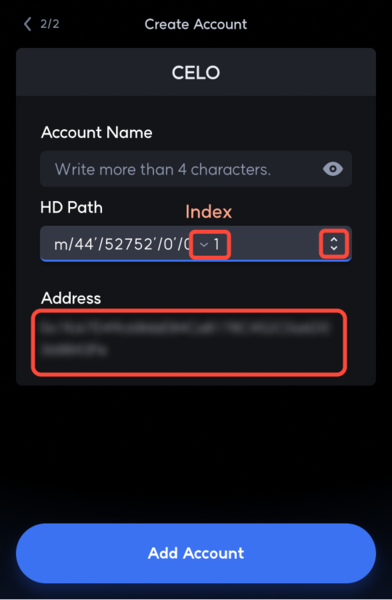 2/2 Create Account
CELO
Account Name
Write more than 4 characters.
HD Path
Index
m/44'/52752'/0'/0 1
Address
Add Account